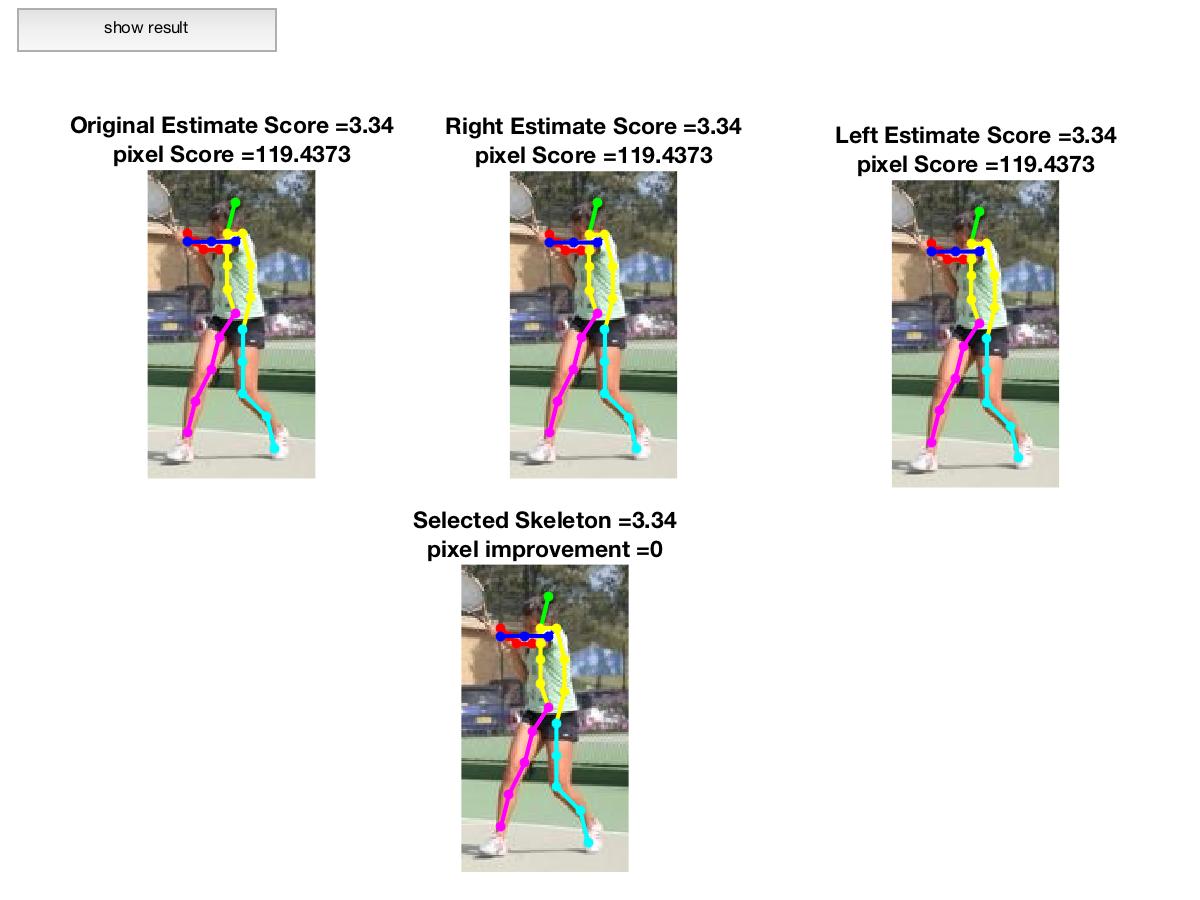 show result
Original Estimate Score =3.34
pixel Score =119.4373
Right Estimate Score =3.34
pixel Score =119.4373
Left Estimate Score =3.34
pixel Score =119.4373
Selected Skeleton =3.34
pixel improvement =0